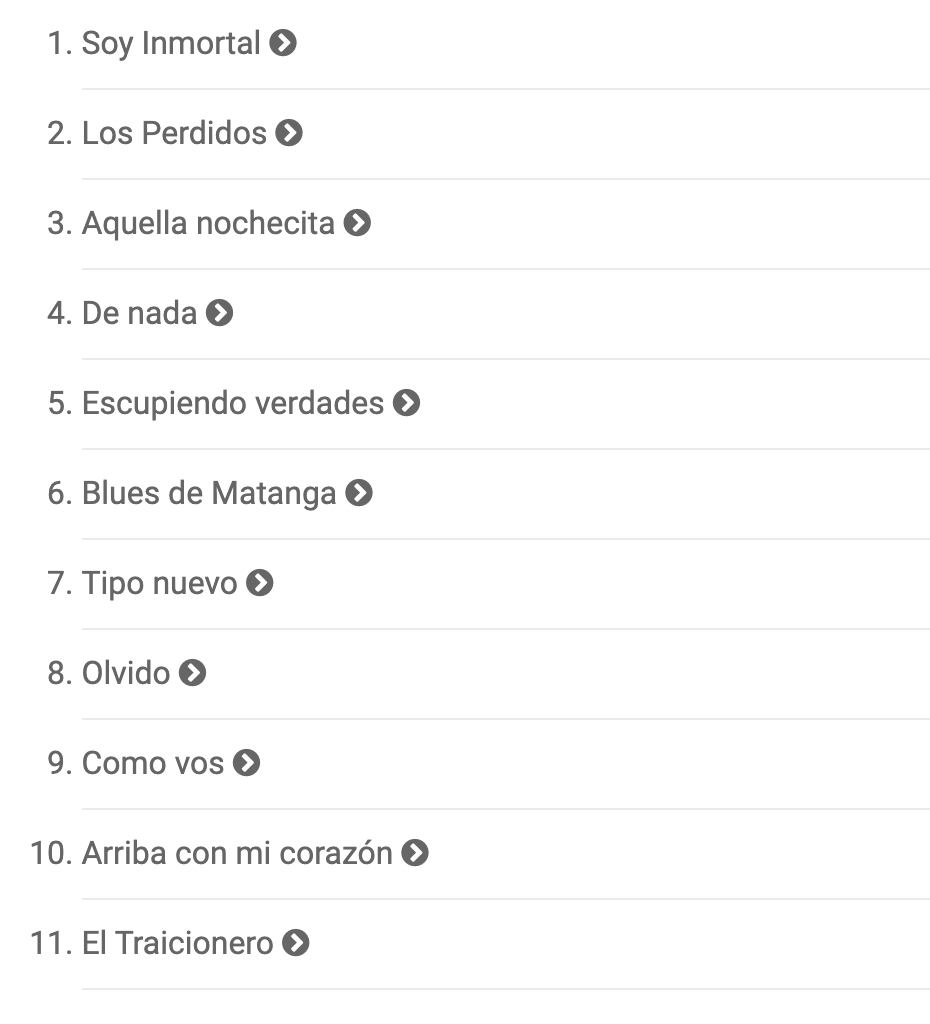 1. Soy Inmortal
2. Los Perdidos
3. Aquella nochecita
4. De nada
5. Escupiendo verdades
6. Blues de Matanga
7. Tipo nuevo
8. Olvido
9. Como vos
10. Arriba con mi corazón
11. El Traicionero